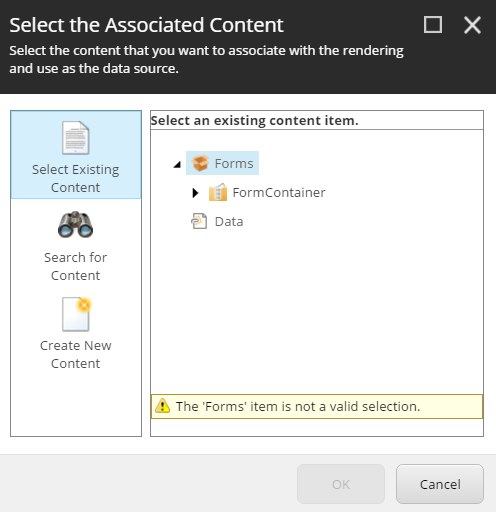 Select the Associated Content
Select the content that you want to associate with the rendering
and use as the data source.
Select Existing
Content
Search for
Content
Create New
Content
Select an existing content item.
Forms
FormContainer
Data
The 'Forms' item is not a valid selection.
OK
Cancel